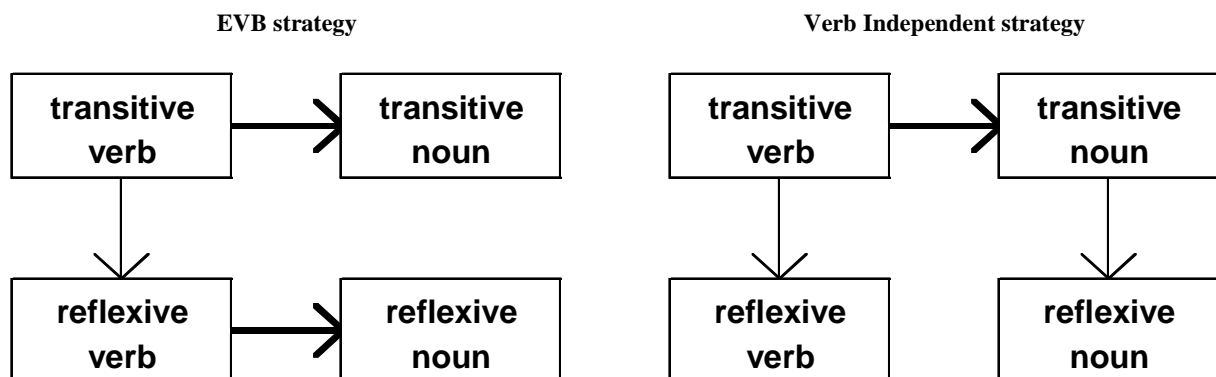 EVB strategy
Verb Independent strategy
transitive
verb
transitive
noun
transitive
verb
transitive
noun
reflexive
verb
reflexive
noun
reflexive
verb
reflexive
noun